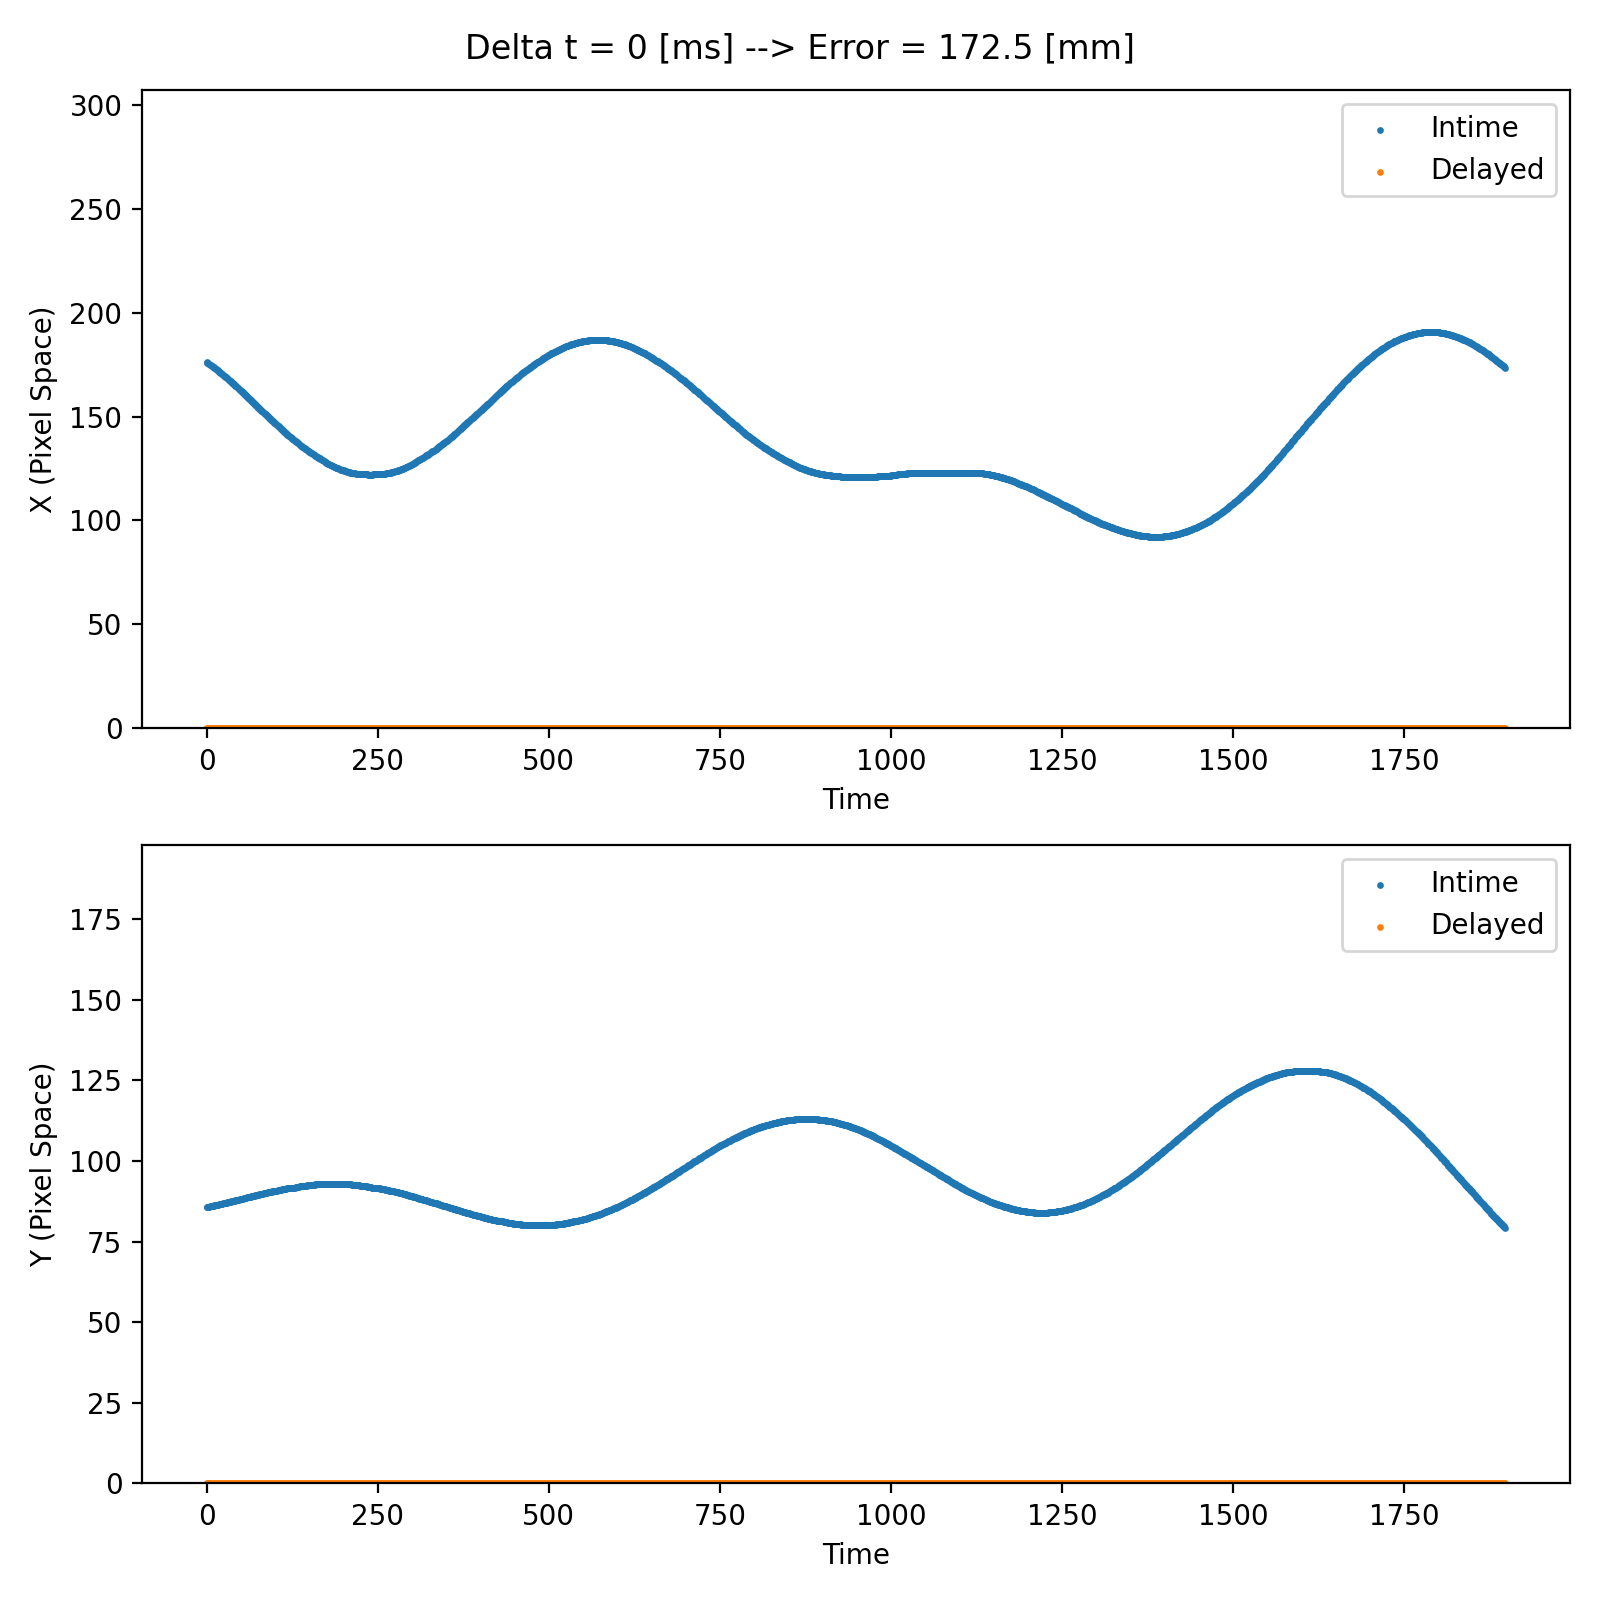 Delta t = 0 [ms] --> Error = 172.5 [mm]
300
250
200
150
100
50
0
X (Pixel Space)
Intime
Delayed
0 250 500 750 1000 1250 1500 1750
Time
175
150
125
100
75
50
25
0
Y (Pixel Space)
Intime
Delayed
0 250 500 750 1000 1250 1500 1750
Time